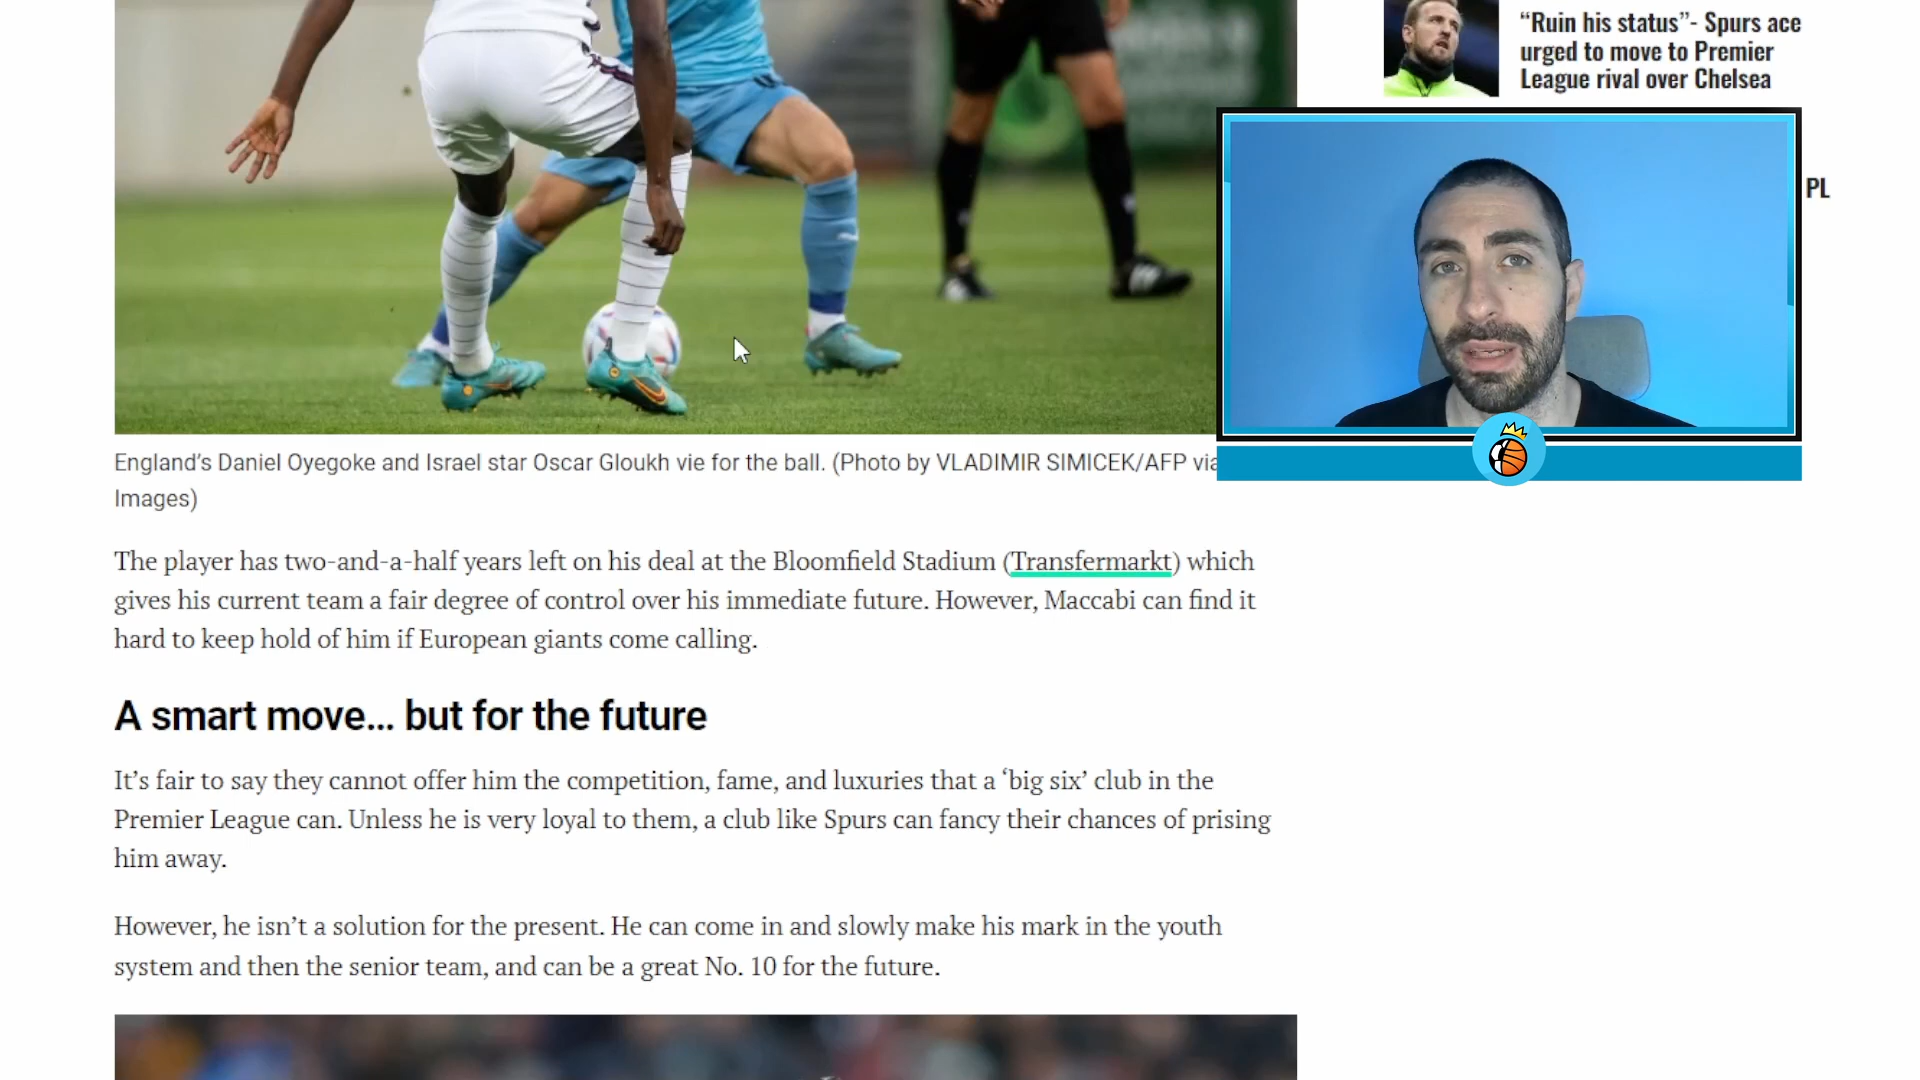 “Ruin his status”- Spurs ace
urged to move to Premier
League rival over Chelsea
PL
England’s Daniel Oyegoke and Israel star Oscar Gloukh vie for the ball. (Photo by VLADIMIR SIMICEK/AFP via
Images)
The player has two-and-a-half years left on his deal at the Bloomfield Stadium (Transfermarkt) which
gives his current team a fair degree of control over his immediate future. However, Maccabi can find it
hard to keep hold of him if European giants come calling.
A smart move... but for the future
It’s fair to say they cannot offer him the competition, fame, and luxuries that a ‘big six’ club in the
Premier League can. Unless he is very loyal to them, a club like Spurs can fancy their chances of prising
him away.
However, he isn’t a solution for the present. He can come in and slowly make his mark in the youth
system and then the senior team, and can be a great No. 10 for the future.